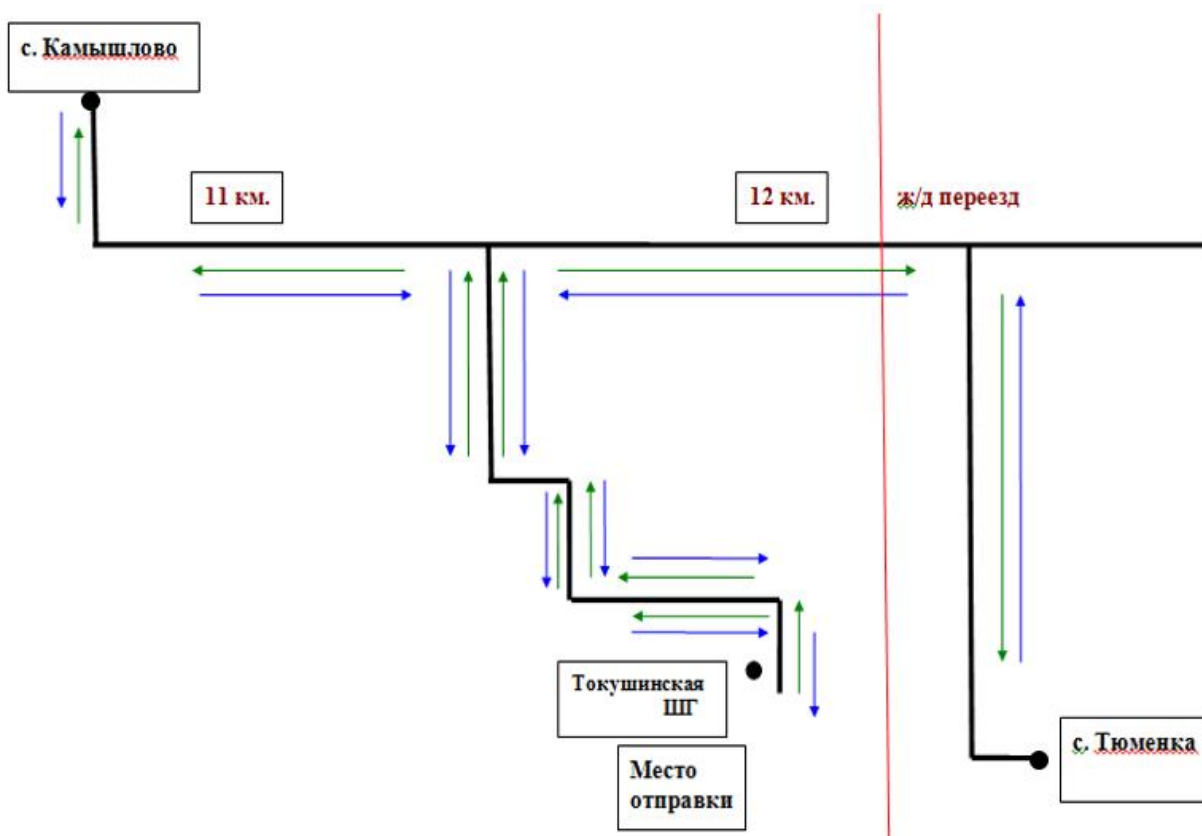 с. Камышлово
11 км.
12 км.
ж/д переезд
Токушинская
ШГ
Место
отправки
с. Тюменка